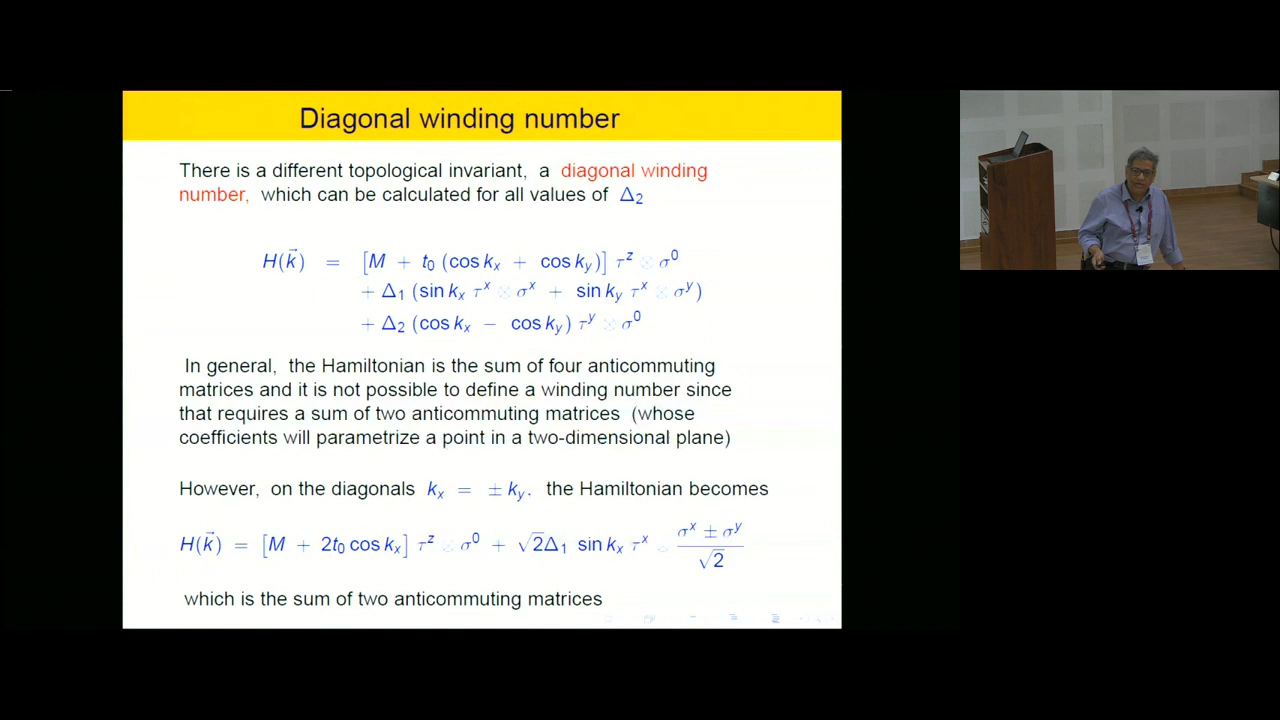 Diagonal winding number
There is a different topological invariant, a diagonal winding
number, which can be calculated for all values of Δ₂
H(k⃗) = [M + t₀ (cos kₓ + cos k_y)] τᶻ ⊗ σ⁰
+ Δ₁ (sin kₓ τˣ ⊗ σˣ + sin k_y τˣ ⊗ σʸ)
+ Δ₂ (cos kₓ − cos k_y) τʸ ⊗ σ⁰
In general, the Hamiltonian is the sum of four anticommuting
matrices and it is not possible to define a winding number since
that requires a sum of two anticommuting matrices (whose
coefficients will parametrize a point in a two-dimensional plane)
However, on the diagonals kₓ = ± k_y. the Hamiltonian becomes
H(k⃗) = [M + 2t₀ cos kₓ] τᶻ ⊗ σ⁰ + √2Δ₁ sin kₓ τˣ ⊗ (σˣ ± σʸ)/√2
which is the sum of two anticommuting matrices